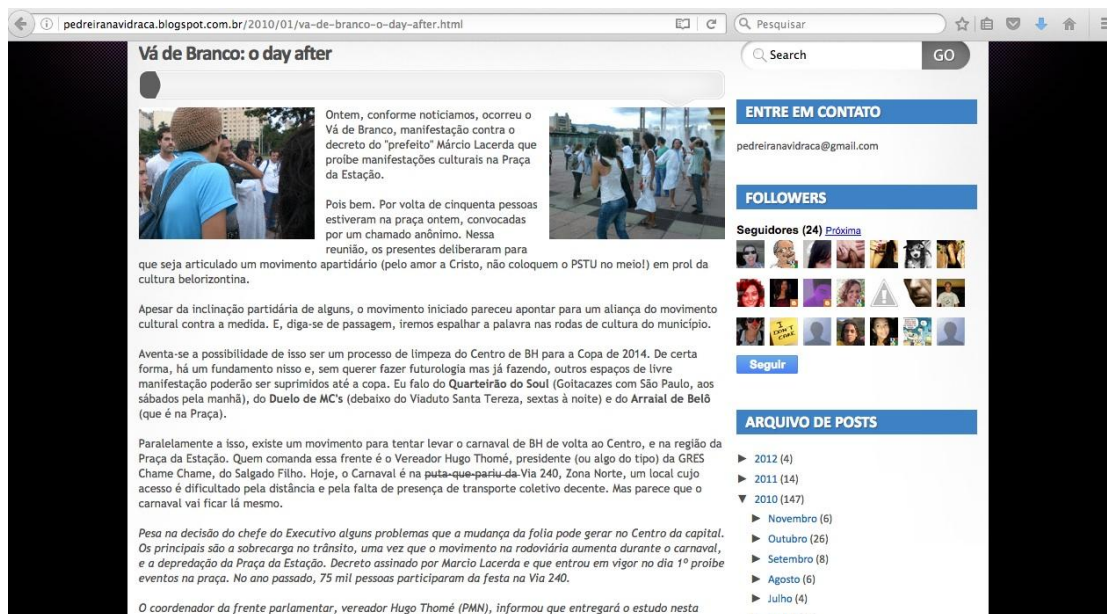 pedreiranavidraca.blogspot.com.br/2010/01/va-de-branco-o-day-after.html
Pesquisar
Vá de Branco: o day after
Ontem, conforme noticiamos, ocorreu o
Vá de Branco, manifestação contra o
decreto do "prefeito" Márcio Lacerda que
proíbe manifestações culturais na Praça
da Estação.
Pois bem. Por volta de cinquenta pessoas
estiveram na praça ontem, convocadas
por um chamado anônimo. Nessa
reunião, os presentes deliberaram para
que seja articulado um movimento apartidário (pelo amor a Cristo, não coloquem o PSTU no meio!) em prol da
cultura belorizontina.
Apesar da inclinação partidária de alguns, o movimento iniciado pareceu apontar para um aliança do movimento
cultural contra a medida. E, diga-se de passagem, iremos espalhar a palavra nas rodas de cultura do município.
Aventa-se a possibilidade de isso ser um processo de limpeza do Centro de BH para a Copa de 2014. De certa
forma, há um fundamento nisso e, sem querer fazer futurologia mas já fazendo, outros espaços de livre
manifestação poderão ser suprimidos até a copa. Eu falo do Quarteirão do Soul (Goitacazes com São Paulo, aos
sábados pela manhã), do Duelo de MC's (debaixo do Viaduto Santa Tereza, sextas à noite) e do Arraial de Belô
(que é na Praça).
Paralelamente a isso, existe um movimento para tentar levar o carnaval de BH de volta ao Centro, e na região da
Praça da Estação. Quem comanda essa frente é o Vereador Hugo Thomé, presidente (ou algo do tipo) da GRES
Chame Chame, do Salgado Filho. Hoje, o Carnaval é na puta-que-pariu da Via 240, Zona Norte, um local cujo
acesso é dificultado pela distância e pela falta de presença de transporte coletivo decente. Mas parece que o
carnaval vai ficar lá mesmo.
Pesa na decisão do chefe do Executivo alguns problemas que a mudança da folia pode gerar no Centro da capital.
Os principais são a sobrecarga no trânsito, uma vez que o movimento na rodoviária aumenta durante o carnaval,
e a depredação da Praça da Estação. Decreto assinado por Marcio Lacerda e que entrou em vigor no dia 1º proíbe
eventos na praça. No ano passado, 75 mil pessoas participaram da festa na Via 240.
O coordenador da frente parlamentar, vereador Hugo Thomé (PMN), informou que entregará o estudo nesta
Search
GO
ENTRE EM CONTATO
pedreiranavidraca@gmail.com
FOLLOWERS
Seguidores (24) Próxima
I
DON'T
CARE
Seguir
ARQUIVO DE POSTS
► 2012 (4)
► 2011 (14)
▼ 2010 (147)
► Novembro (6)
► Outubro (26)
► Setembro (8)
► Agosto (6)
► Julho (4)